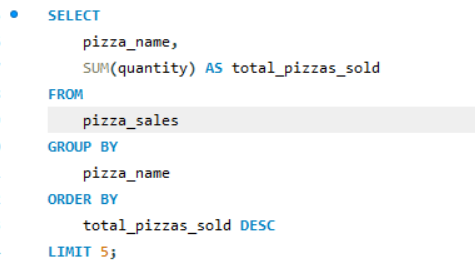 SELECT
    pizza_name,
    SUM(quantity) AS total_pizzas_sold
FROM
    pizza_sales
GROUP BY
    pizza_name
ORDER BY
    total_pizzas_sold DESC
LIMIT 5;